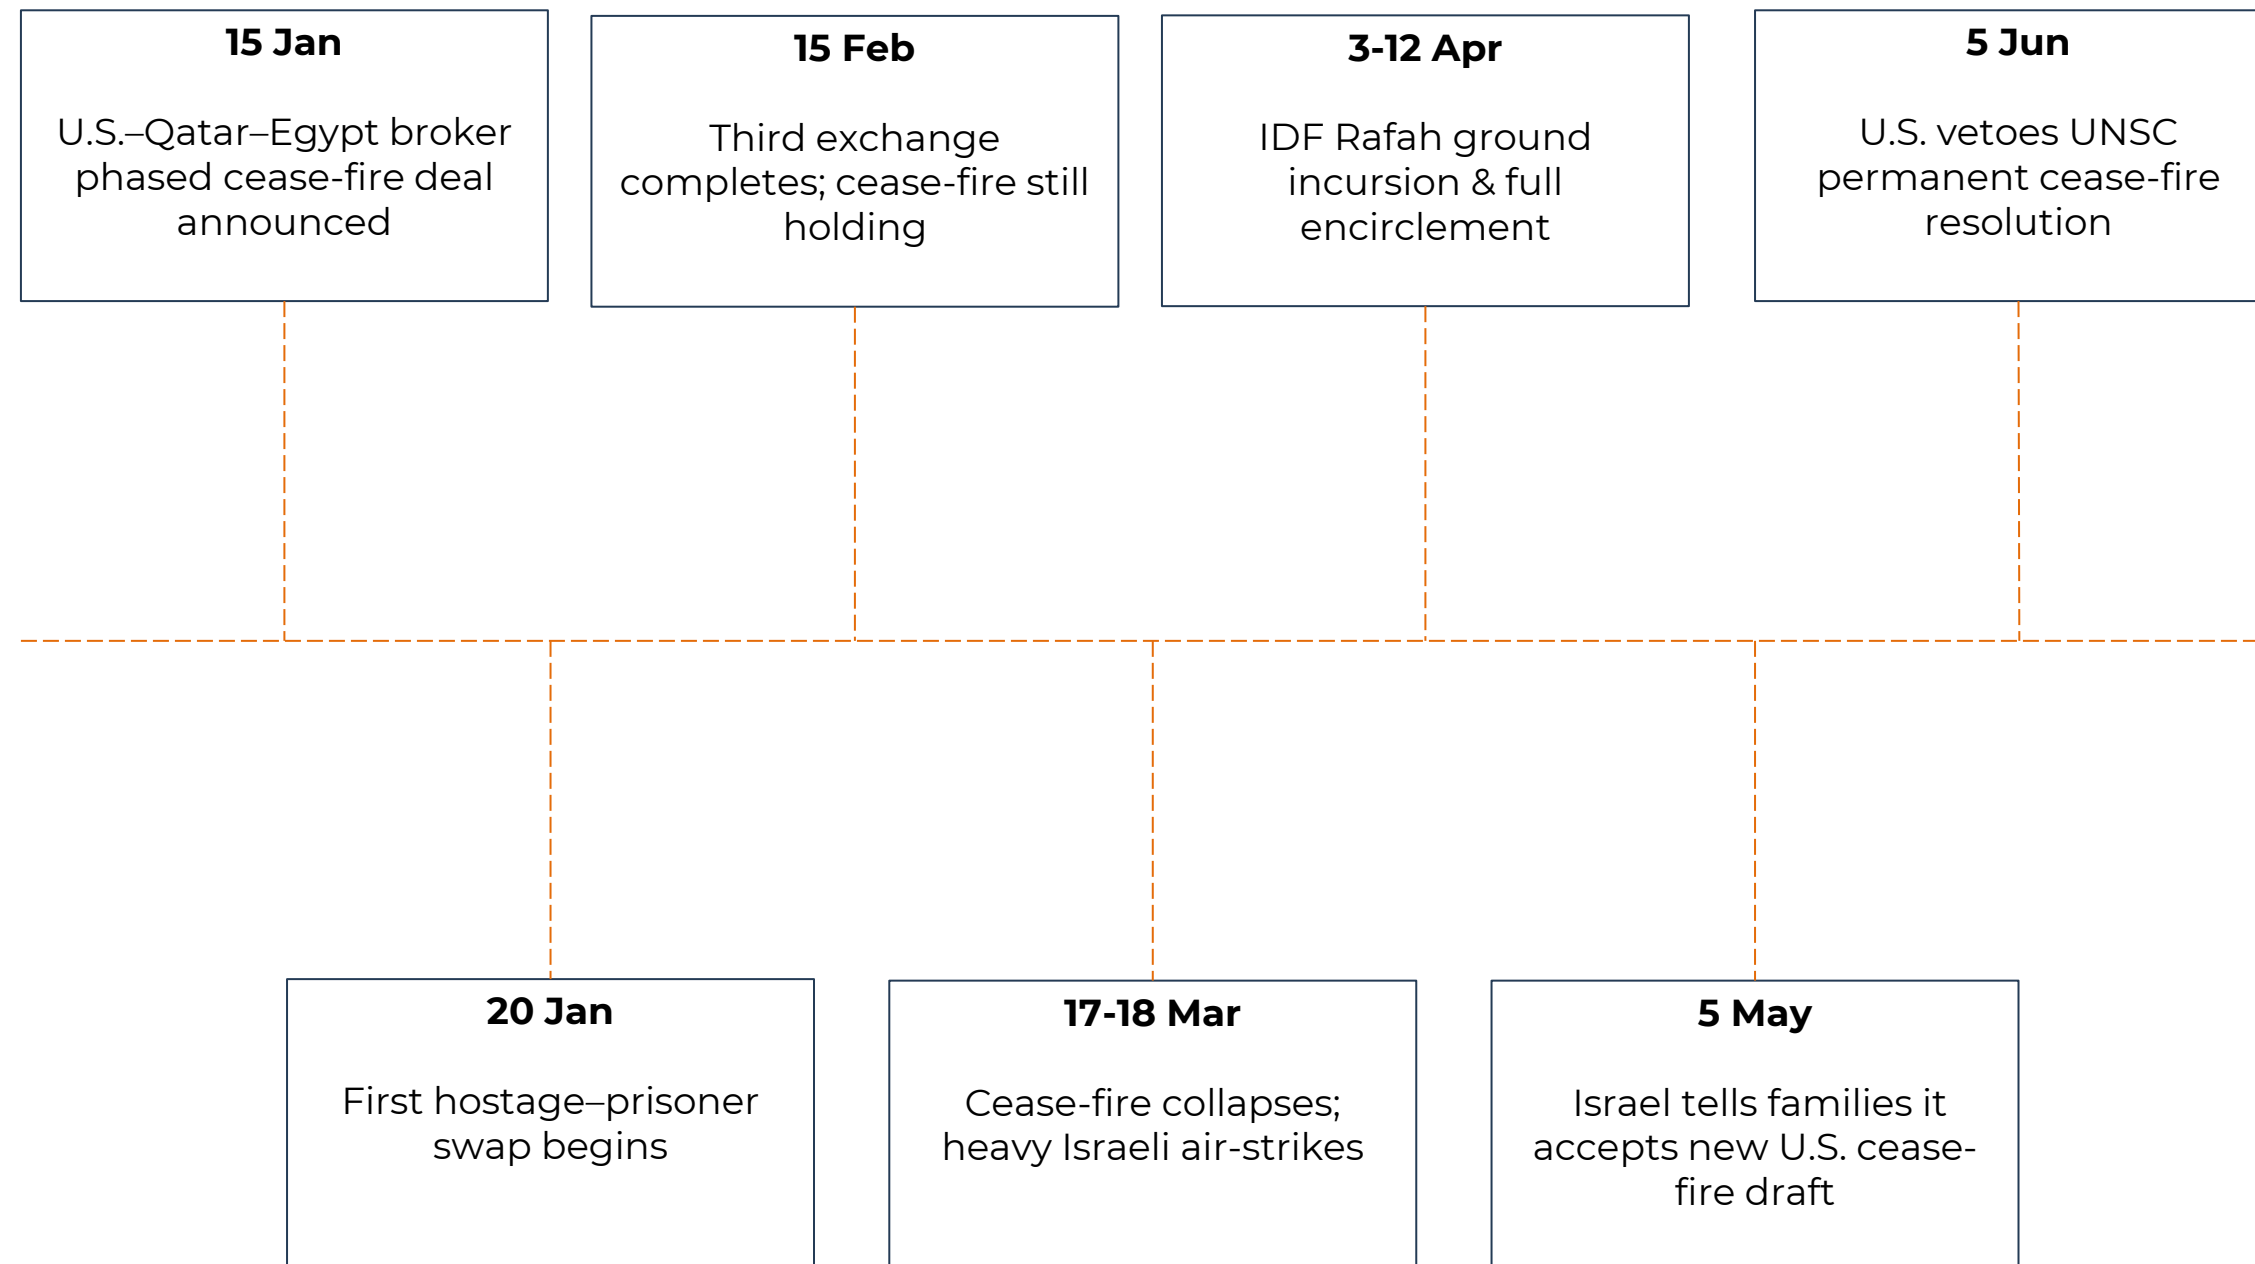 15 Jan
U.S.–Qatar–Egypt broker
phased cease-fire deal
announced
15 Feb
Third exchange
completes; cease-fire still
holding
3-12 Apr
IDF Rafah ground
incursion & full
encirclement
5 Jun
U.S. vetoes UNSC
permanent cease-fire
resolution
20 Jan
First hostage–prisoner
swap begins
17-18 Mar
Cease-fire collapses;
heavy Israeli air-strikes
5 May
Israel tells families it
accepts new U.S. cease-
fire draft